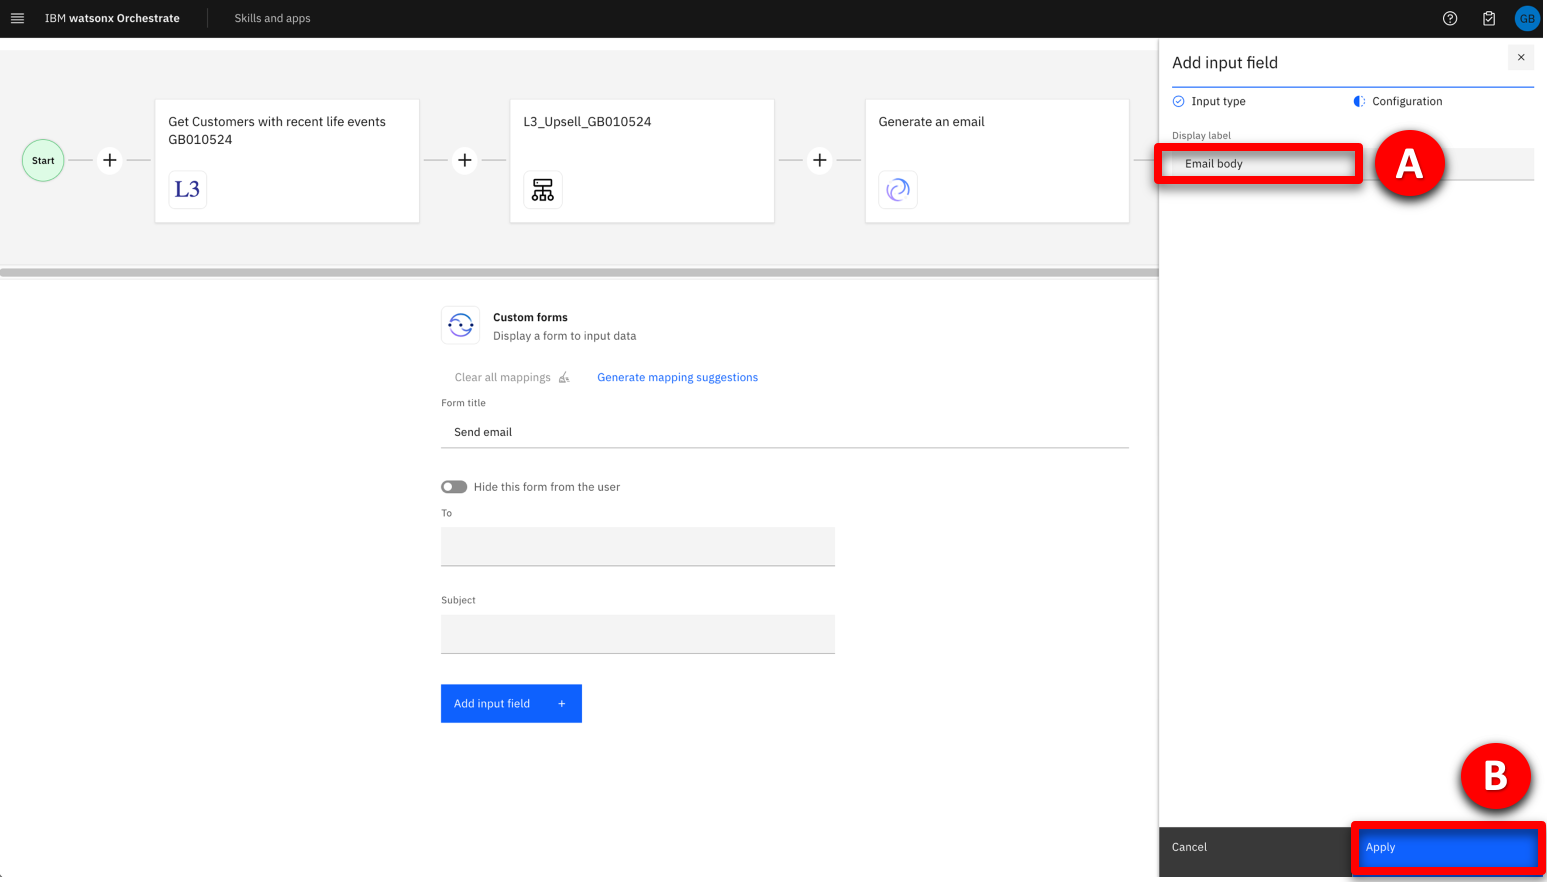 IBM watsonx Orchestrate
Skills and apps
GB
Start
Get Customers with recent life events
GB010524
L3
L3_Upsell_GB010524
Generate an email
Add input field
Input type
Configuration
Display label
Email body
A
Custom forms
Display a form to input data
Clear all mappings
Generate mapping suggestions
Form title
Send email
Hide this form from the user
To
Subject
Add input field +
B
Cancel
Apply